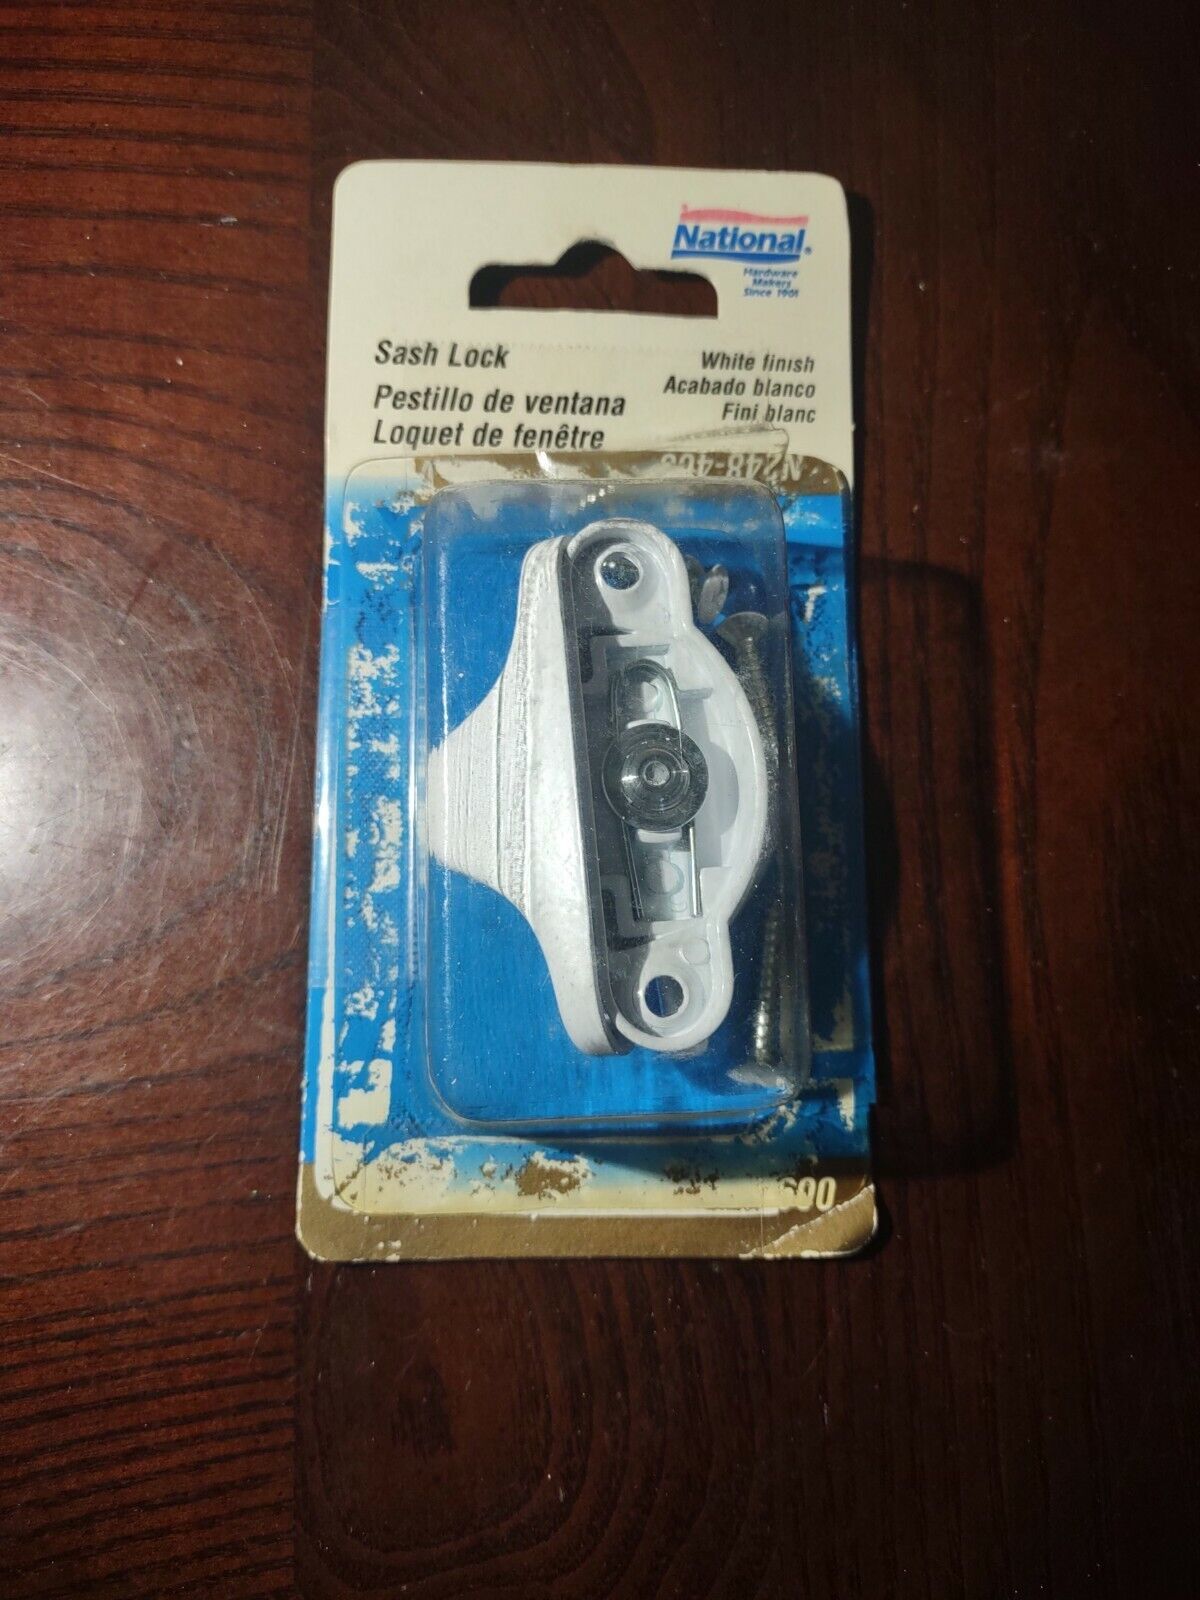 National®
Hardware
Makers
Since 1901
Sash Lock
Pestillo de ventana
Loquet de fenêtre
White finish
Acabado blanco
Fini blanc
600